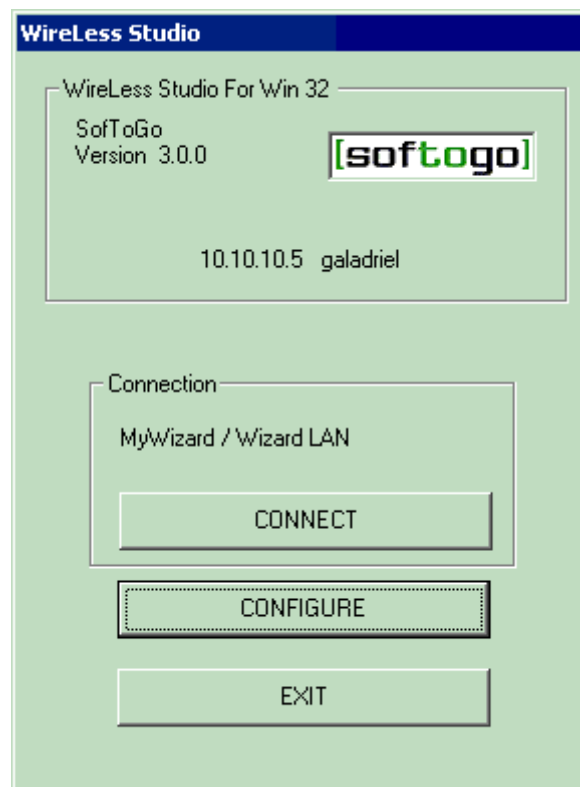 WireLess Studio
WireLess Studio For Win 32
SofToGo
Version 3.0.0
[softogo]
10.10.10.5 galadriel
Connection
MyWizard / Wizard LAN
CONNECT
CONFIGURE
EXIT